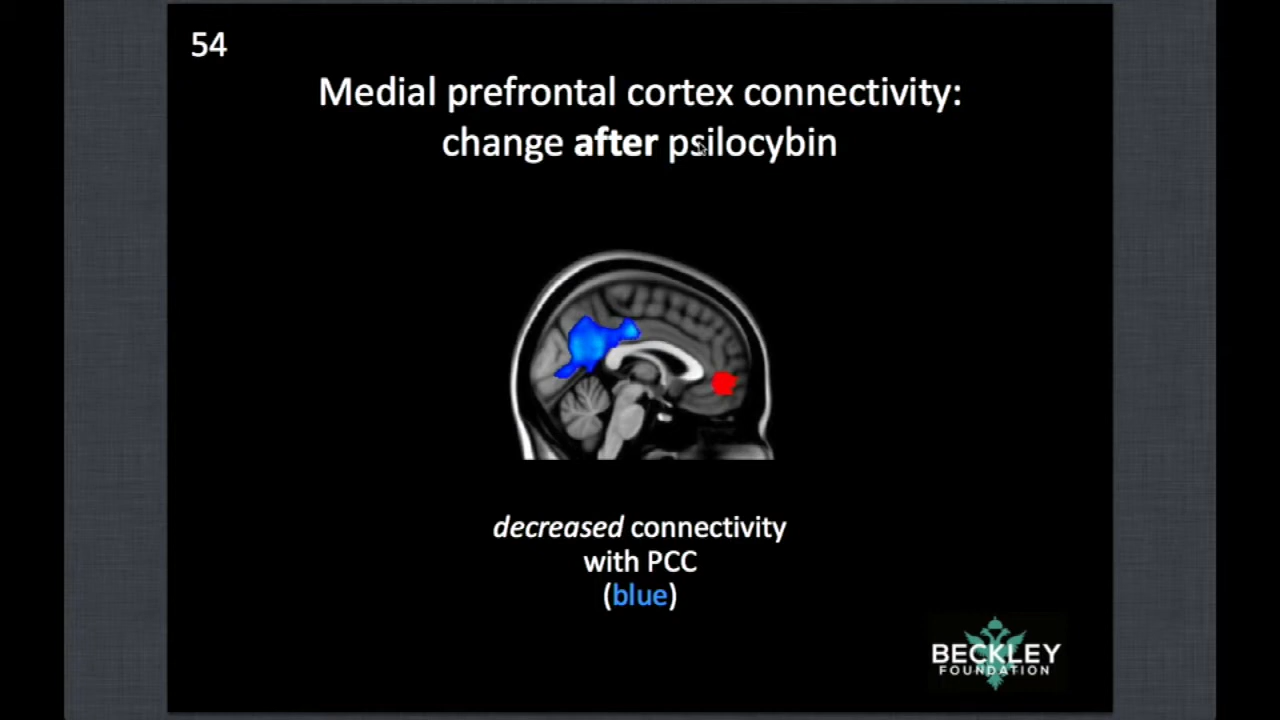 54
Medial prefrontal cortex connectivity:
change after psilocybin
decreased connectivity
with PCC
(blue)
BECKLEY
FOUNDATION